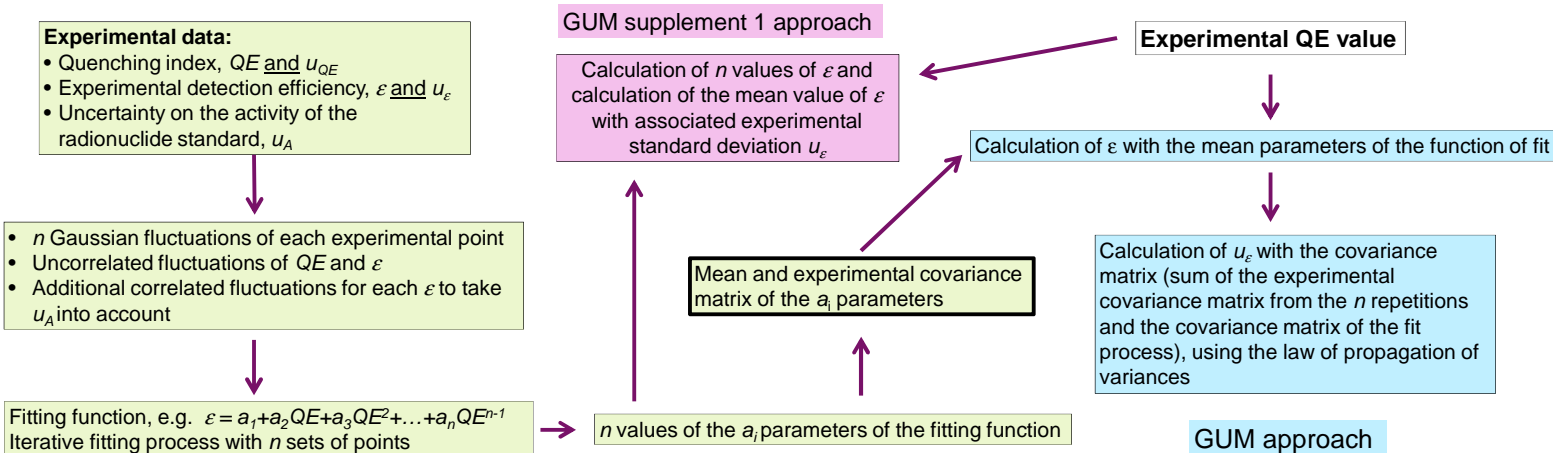 Experimental data:
• Quenching index, QE and u_QE
• Experimental detection efficiency, ε and u_ε
• Uncertainty on the activity of the
radionuclide standard, u_A
• n Gaussian fluctuations of each experimental point
• Uncorrelated fluctuations of QE and ε
• Additional correlated fluctuations for each ε to take
u_A into account
Fitting function, e.g. ε = a_1+a_2QE+a_3QE^2+…+a_nQE^{n-1}
Iterative fitting process with n sets of points
GUM supplement 1 approach
Calculation of n values of ε and
calculation of the mean value of ε
with associated experimental
standard deviation u_ε
Mean and experimental covariance
matrix of the a_i parameters
n values of the a_i parameters of the fitting function
Experimental QE value
Calculation of ε with the mean parameters of the function of fit
Calculation of u_ε with the covariance
matrix (sum of the experimental
covariance matrix from the n repetitions
and the covariance matrix of the fit
process), using the law of propagation of
variances
GUM approach